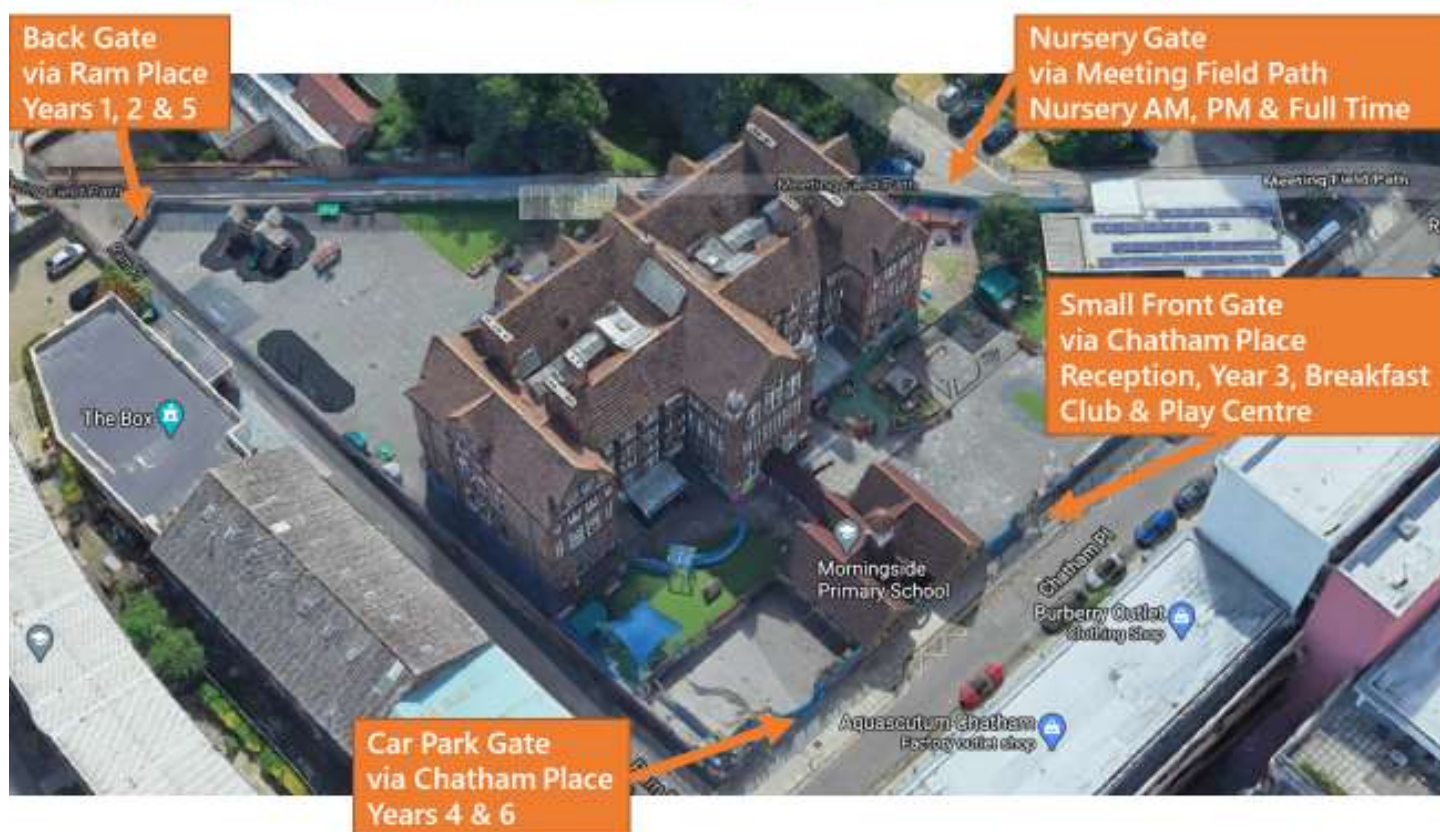 Back Gate
via Ram Place
Years 1, 2 & 5
Nursery Gate
via Meeting Field Path
Nursery AM, PM & Full Time
Field Path
Meeting Field Path
Meeting Field Path
Small Front Gate
via Chatham Place
Reception, Year 3, Breakfast
Club & Play Centre
The Box
Morningside
Primary School
Chatham Pl
Burberry Outlet
Clothing Shop
Aquascutum Chatham
Factory outlet shop
Car Park Gate
via Chatham Place
Years 4 & 6